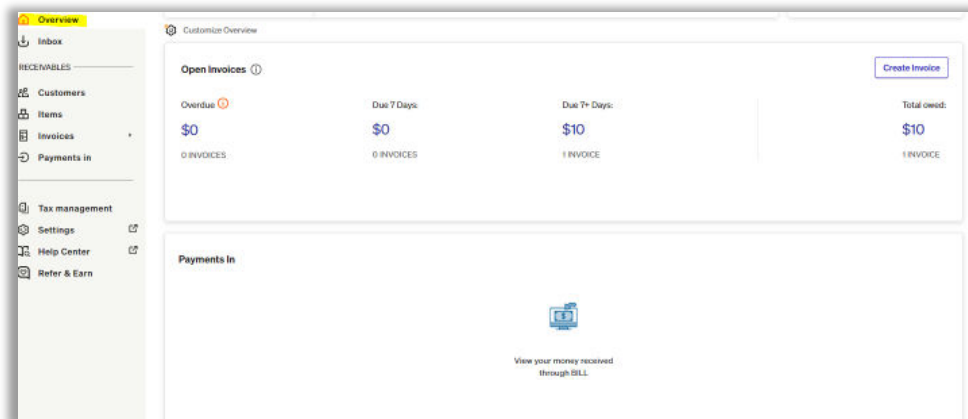 Overview
Inbox
RECEIVABLES
Customers
Items
Invoices
Payments in
Tax management
Settings
Help Center
Refer & Earn
Customize Overview
Open Invoices
Create Invoice
Overdue
$0
0 INVOICES
Due 7 Days:
$0
0 INVOICES
Due 7+ Days:
$10
1 INVOICE
Total owed:
$10
1 INVOICE
Payments In
View your money received
through BILL